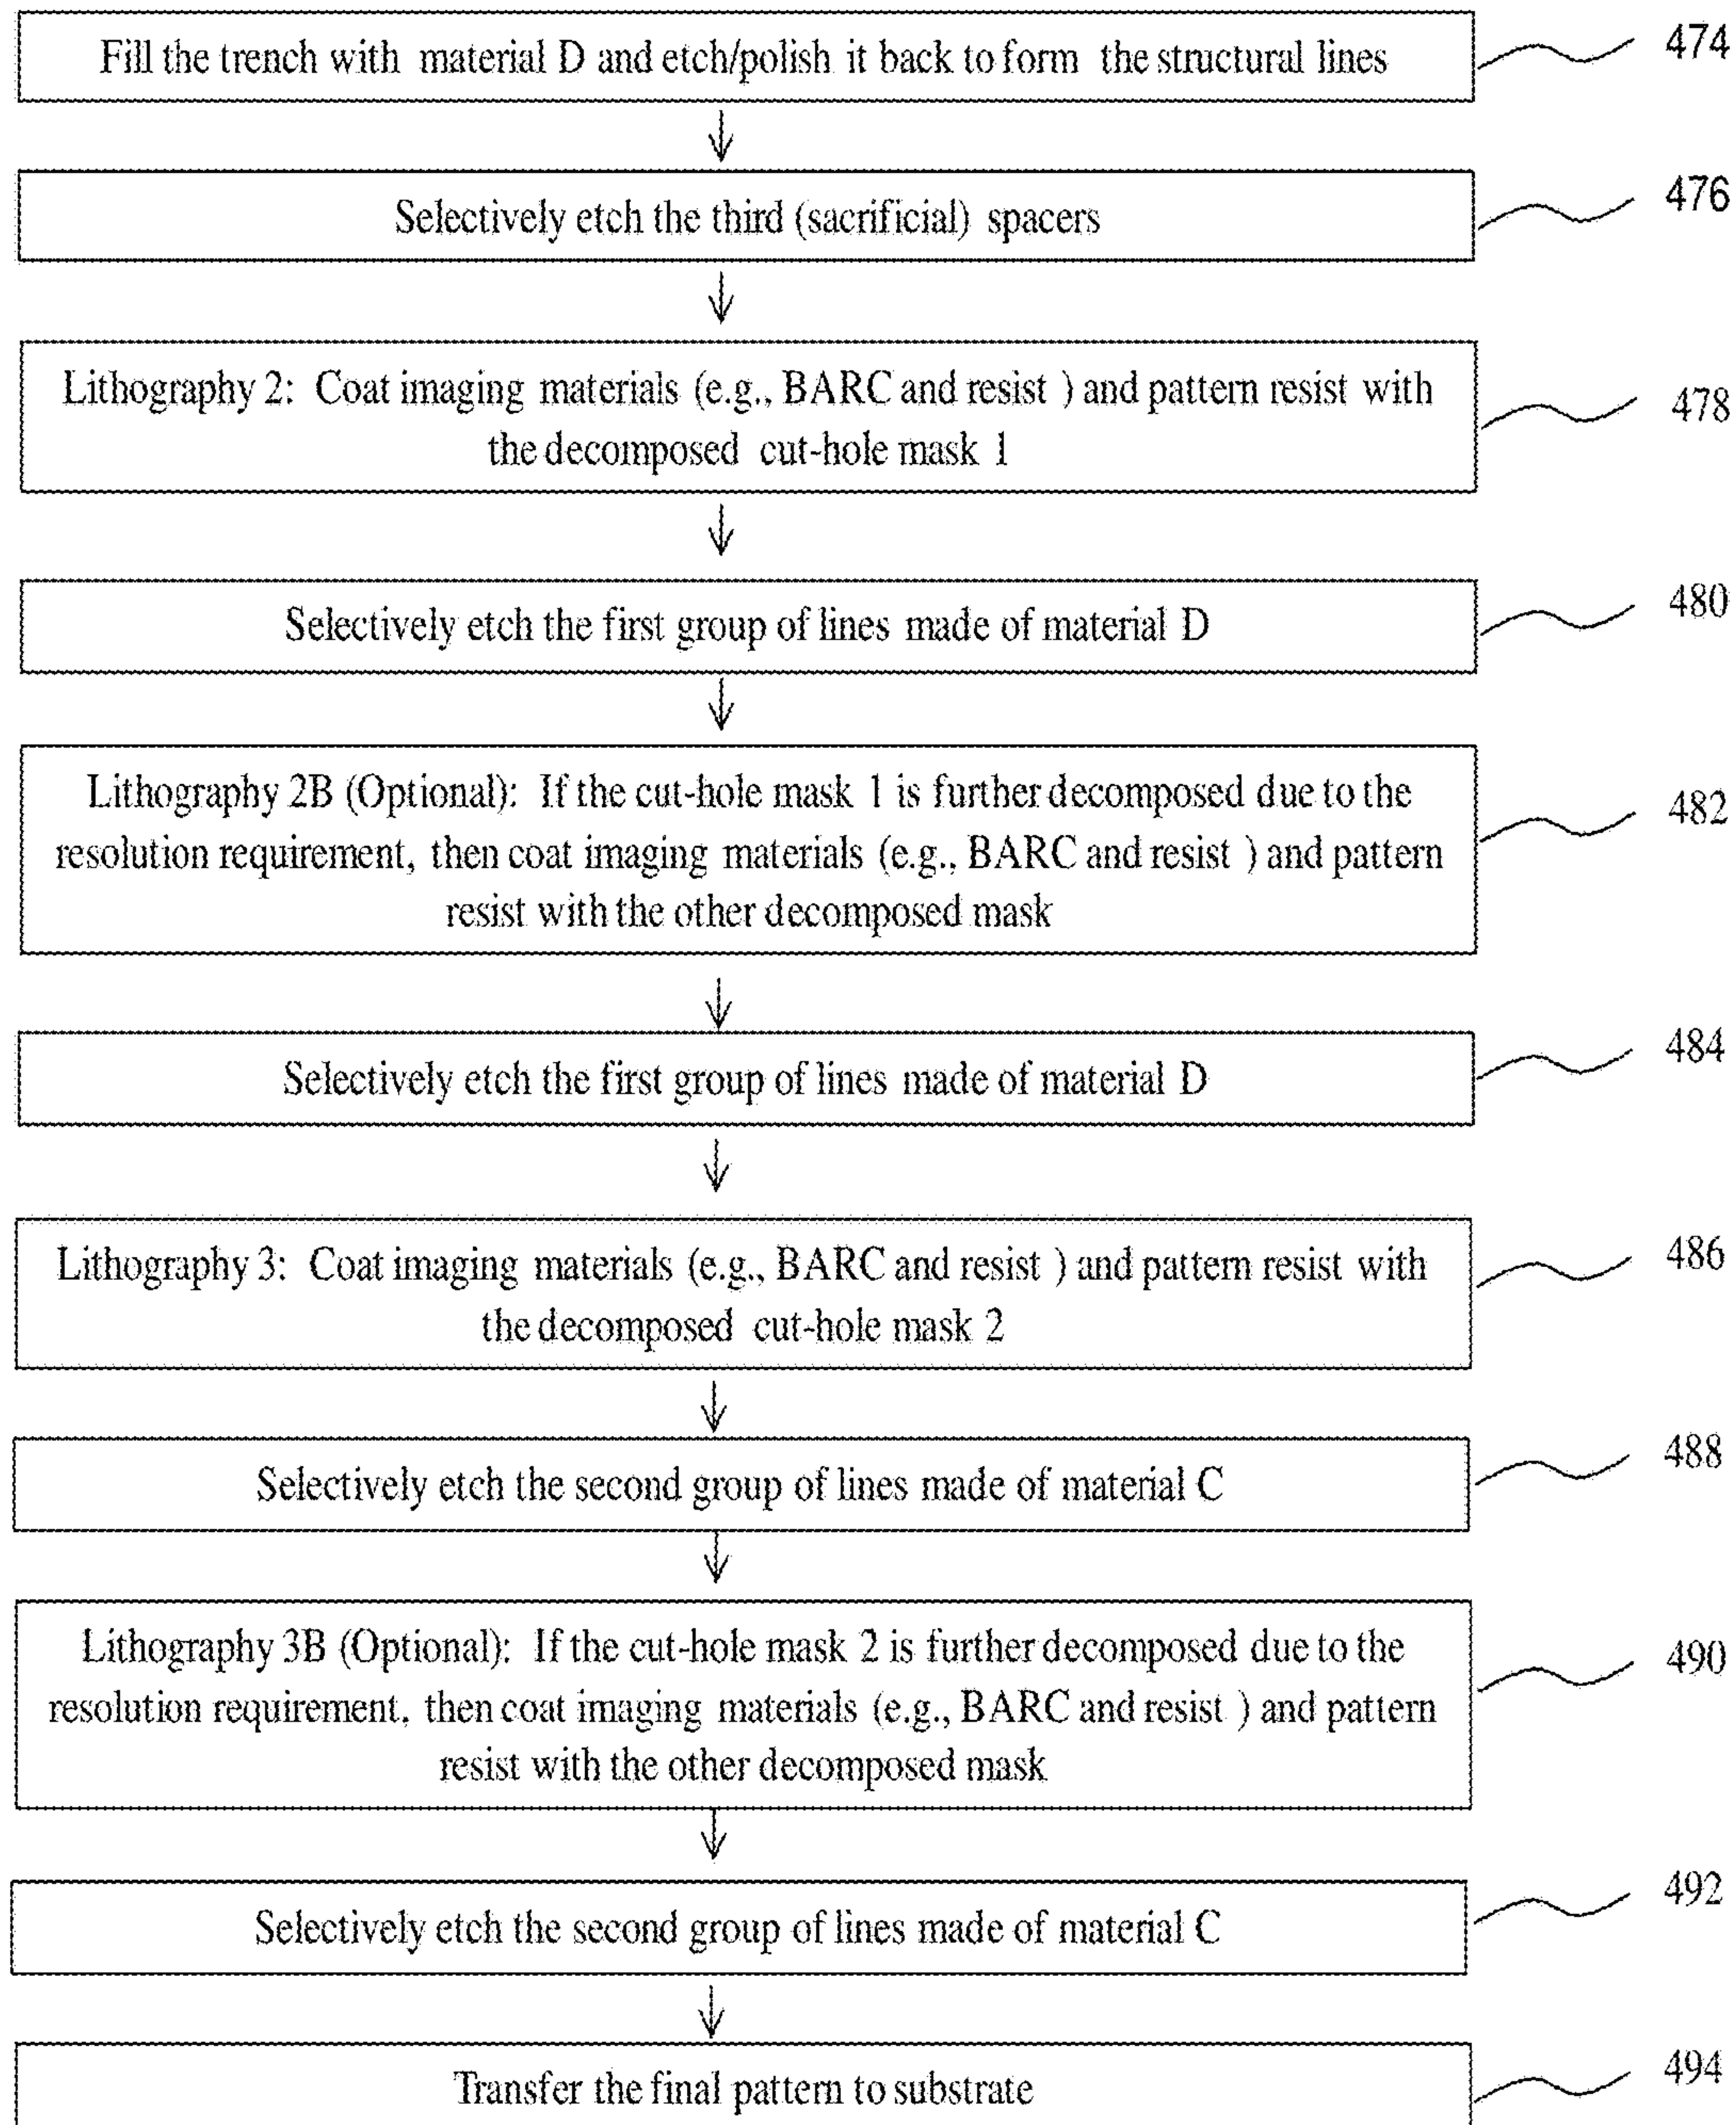 Fill the trench with material D and etch/polish it back to form the structural lines
474
Selectively etch the third (sacrificial) spacers
476
Lithography 2: Coat imaging materials (e.g., BARC and resist ) and pattern resist with
the decomposed cut-hole mask 1
478
Selectively etch the first group of lines made of material D
480
Lithography 2B (Optional): If the cut-hole mask 1 is further decomposed due to the
resolution requirement, then coat imaging materials (e.g., BARC and resist ) and pattern
resist with the other decomposed mask
482
Selectively etch the first group of lines made of material D
484
Lithography 3: Coat imaging materials (e.g., BARC and resist ) and pattern resist with
the decomposed cut-hole mask 2
486
Selectively etch the second group of lines made of material C
488
Lithography 3B (Optional): If the cut-hole mask 2 is further decomposed due to the
resolution requirement, then coat imaging materials (e.g., BARC and resist ) and pattern
resist with the other decomposed mask
490
Selectively etch the second group of lines made of material C
492
Transfer the final pattern to substrate
494